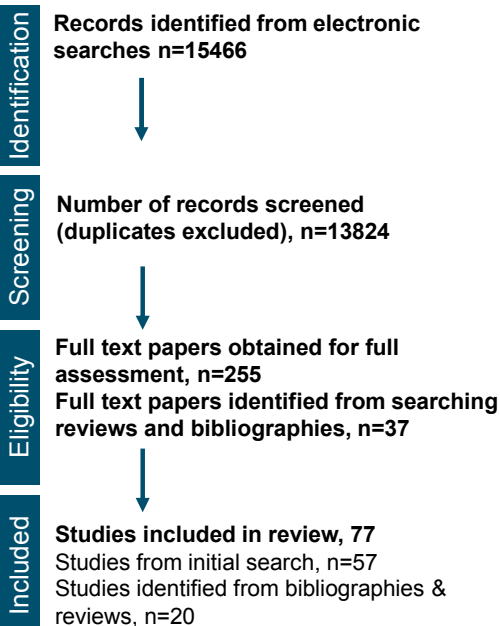 Identification
Records identified from electronic
searches n=15466
Screening
Number of records screened
(duplicates excluded), n=13824
Eligibility
Full text papers obtained for full
assessment, n=255
Full text papers identified from searching
reviews and bibliographies, n=37
Included
Studies included in review, 77
Studies from initial search, n=57
Studies identified from bibliographies &
reviews, n=20